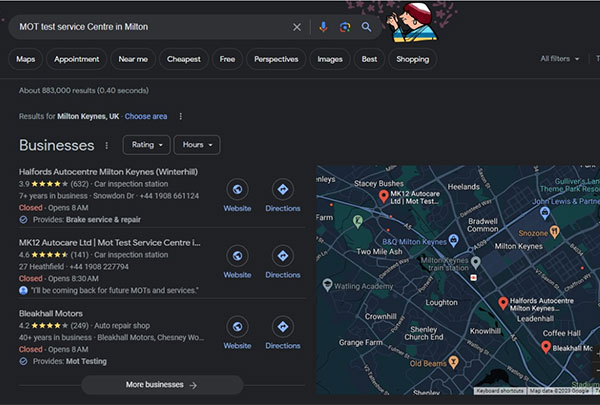 MOT test service Centre in Milton
Maps Appointment Near me Cheapest Free Perspectives Images Best Shopping All filters
About 883,000 results (0.40 seconds)
Results for Milton Keynes, UK · Choose area
Businesses Rating Hours
Halfords Autocentre Milton Keynes (Winterhill)
3.9 (632) · Car inspection station
7+ years in business · Snowdon Dr · +44 1908 661124
Closed · Opens 8 AM
Provides: Brake service & repair
Website Directions
MK12 Autocare Ltd | Mot Test Service Centre i...
4.6 (141) · Car inspection station
27 Heathfield · +44 1908 227794
Closed · Opens 8:30 AM
"I'll be coming back for future MOTs and services."
Website Directions
Bleakhall Motors
4.2 (249) · Auto repair shop
40+ years in business · Bleakhall Motors, Chesney Wo...
Closed · Opens 8 AM
Provides: Mot Testing
Website Directions
More businesses
nleys
Stacey Bushes
Heelands
Gulliver's Lan
Theme Park Resor
MK12 Autocare
Ltd | Mot Test...
John Lewis & Partne
Farm
Bradwell
Common
Snozone
B&Q Milton Keynes
Milton Keynes
Two Mile Ash
Milton Keynes
train station
A509
Watling Academy
Loughton
Halfords Autocentre
Milton Keynes...
Crownhill
Leadenhall
Shenley
Church End
Knowlhill
Coffee Hall
Grange Farm
Bleakhall Mo
Old Beams
Stadium
Keyboard shortcuts Map data ©2023 Google